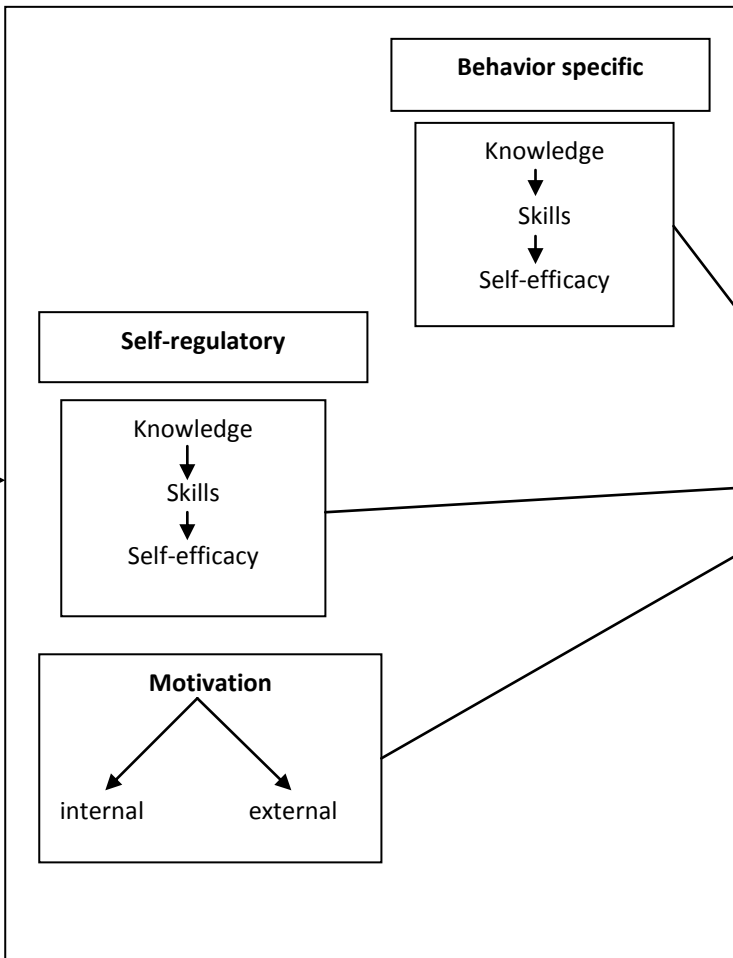 Behavior specific
Knowledge
Skills
Self-efficacy
Self-regulatory
Knowledge
Skills
Self-efficacy
Motivation
internal external